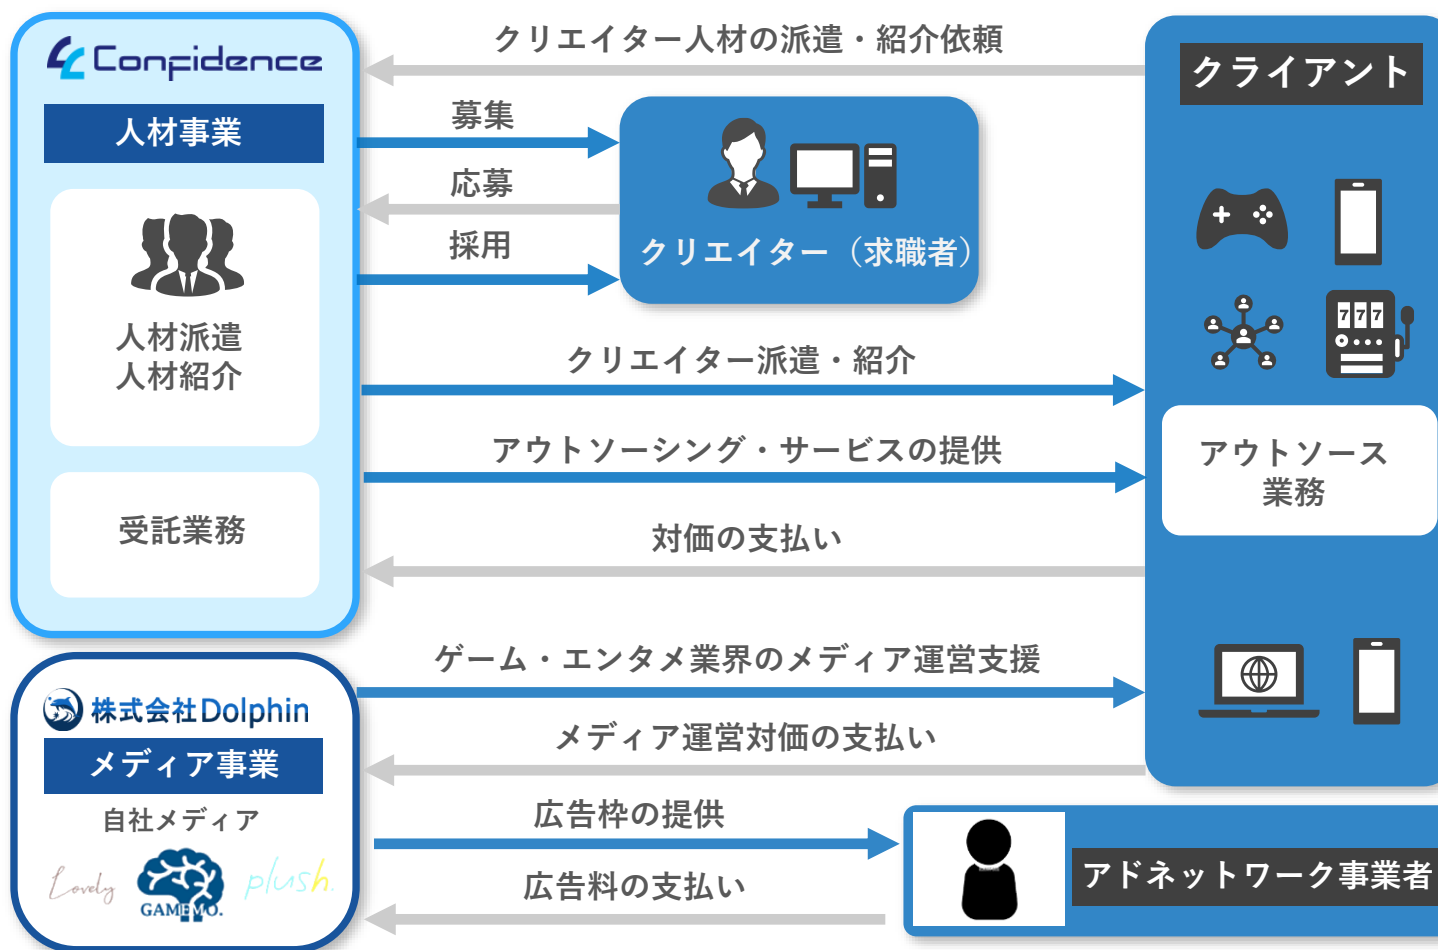 Confidence
人材事業
人材派遣
人材紹介
受託業務
クリエイター人材の派遣・紹介依頼
募集
応募
採用
クリエイター（求職者）
クリエイター派遣・紹介
アウトソーシング・サービスの提供
対価の支払い
クライアント
777
アウトソース
業務
株式会社Dolphin
メディア事業
自社メディア
Lovely
GAMEMO.
plush.
ゲーム・エンタメ業界のメディア運営支援
メディア運営対価の支払い
広告枠の提供
広告料の支払い
アドネットワーク事業者